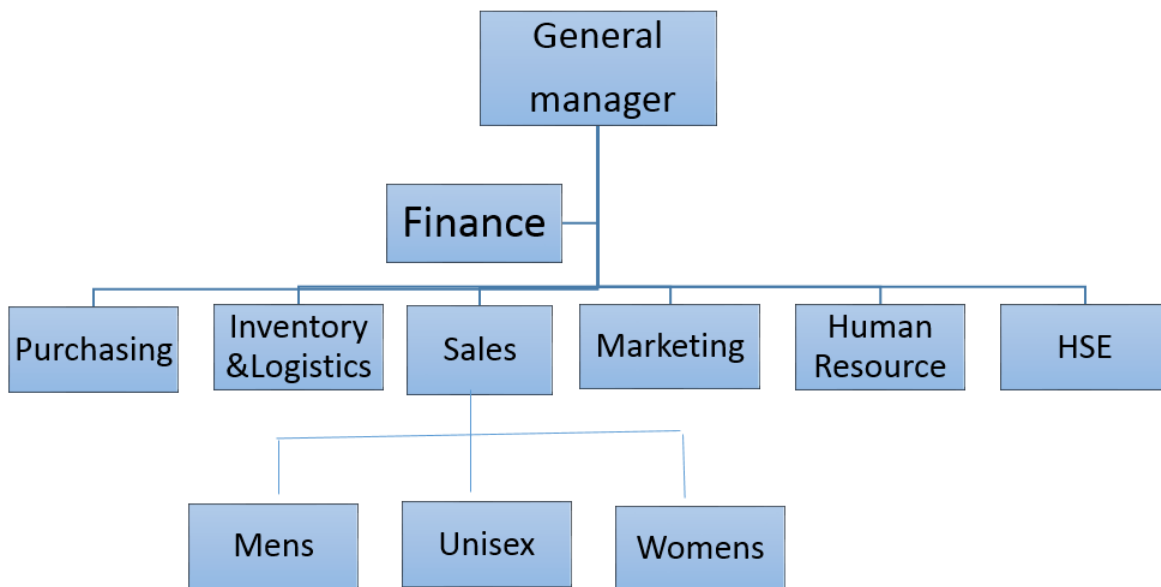 General
manager
Finance
Purchasing
Inventory
&Logistics
Sales
Marketing
Human
Resource
HSE
Mens
Unisex
Womens